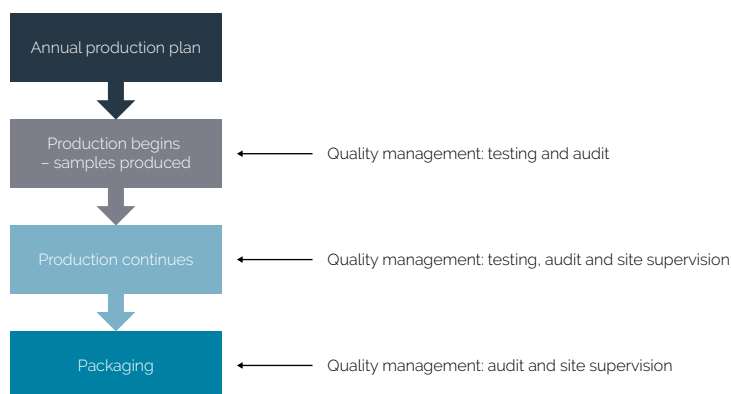 Annual production plan
Production begins
– samples produced
Quality management: testing and audit
Production continues
Quality management: testing, audit and site supervision
Packaging
Quality management: audit and site supervision